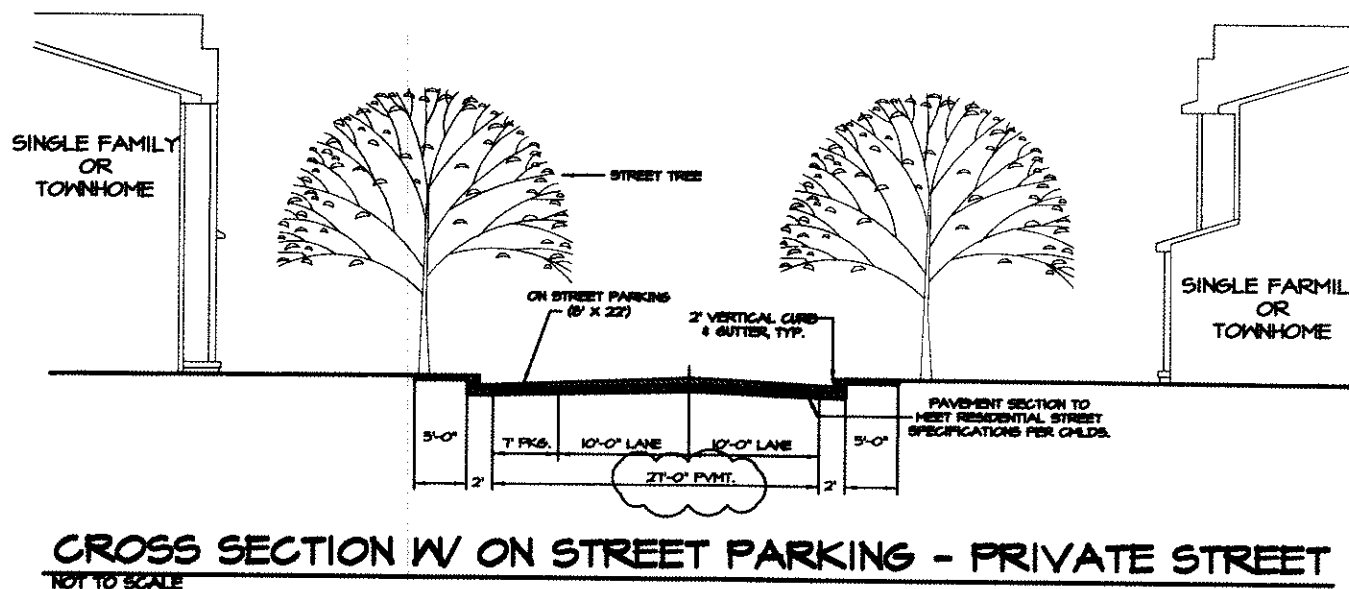 SINGLE FAMILY
OR
TOWNHOME
STREET TREE
ON STREET PARKING
(8' X 22')
2' VERTICAL CURB
& GUTTER, TYP.
SINGLE FARMIL
OR
TOWNHOME
PAVEMENT SECTION TO
MEET RESIDENTIAL STREET
SPECIFICATIONS PER CMLDS.
5'-0"
7' PKG.
10'-0" LANE
10'-0" LANE
5'-0"
2'
27'-0" PVMT.
2'
CROSS SECTION W/ ON STREET PARKING - PRIVATE STREET
NOT TO SCALE